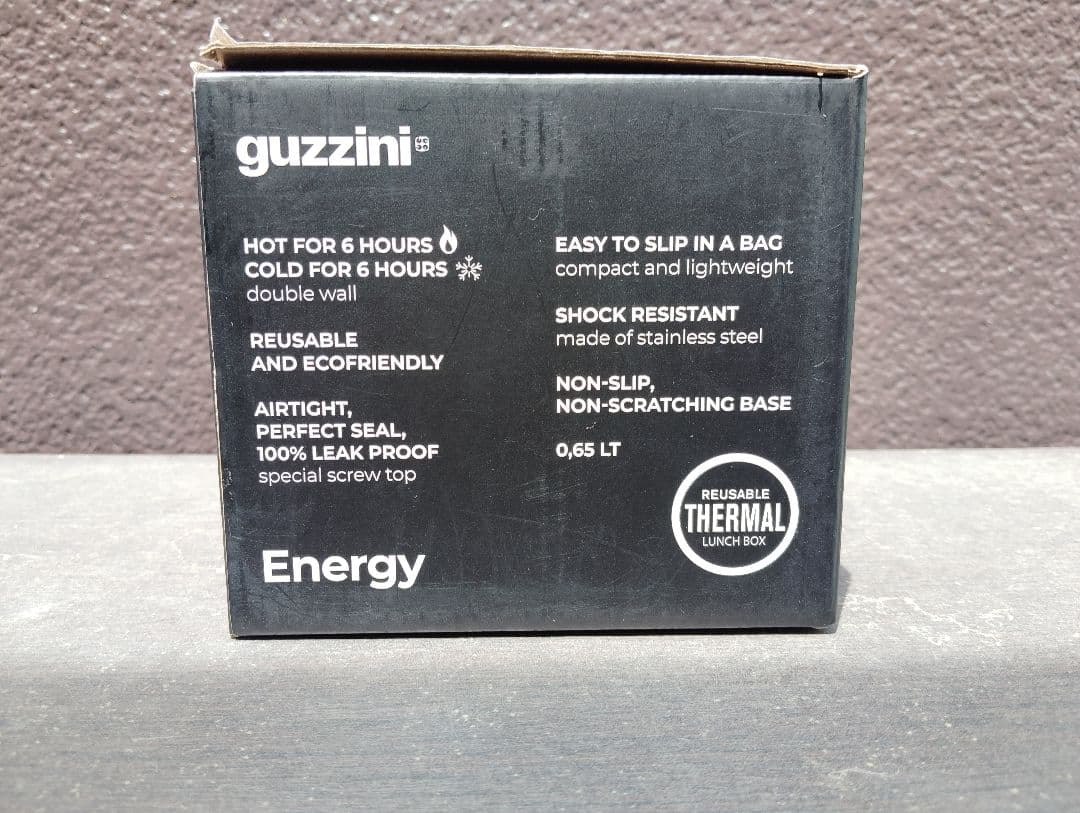 guzzini
HOT FOR 6 HOURS
COLD FOR 6 HOURS
double wall
REUSABLE
AND ECOFRIENDLY
AIRTIGHT,
PERFECT SEAL,
100% LEAK PROOF
special screw top
Energy
EASY TO SLIP IN A BAG
compact and lightweight
SHOCK RESISTANT
made of stainless steel
NON-SLIP,
NON-SCRATCHING BASE
0,65 LT
REUSABLE
THERMAL
LUNCH BOX